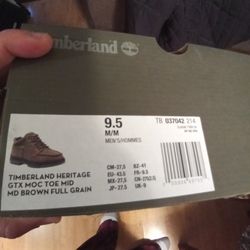 Timberland
9.5
M/M
MEN'S/HOMMES
TB 037042 214
TIMBERLAND HERITAGE
GTX MOC TOE MID
MD BROWN FULL GRAIN
CM-27,5 BZ-41
EU-43,5 FR-9.5
MX-27,5 CN-275(2.5)
JP-27.5 UK-9